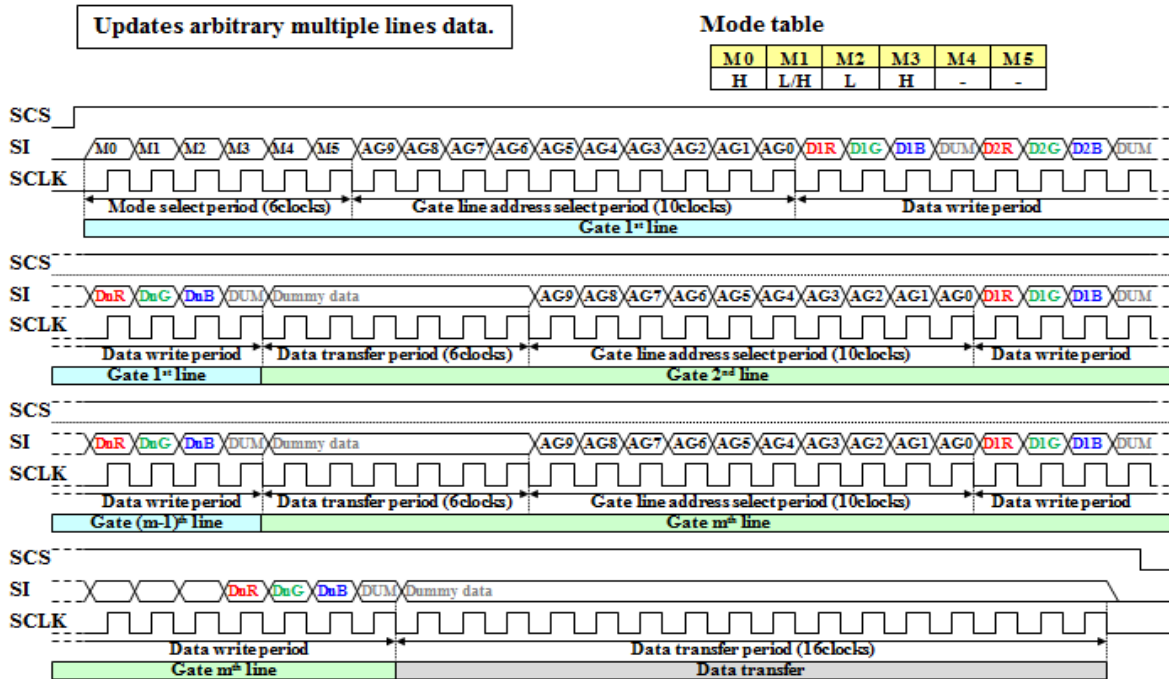 Updates arbitrary multiple lines data.
Mode table
M0 M1 M2 M3 M4 M5
H L/H L H - -
SCS
SI M0 M1 M2 M3 M4 M5 AG9 AG8 AG7 AG6 AG5 AG4 AG3 AG2 AG1 AG0 D1R D1G D1B DUM D2R D2G D2B DUM
SCLK
Mode select period (6clocks) Gate line address select period (10clocks) Data write period
Gate 1st line
SCS
SI DnR DnG DnB DUM Dummy data AG9 AG8 AG7 AG6 AG5 AG4 AG3 AG2 AG1 AG0 D1R D1G D1B DUM
SCLK
Data write period Data transfer period (6clocks) Gate line address select period (10clocks) Data write period
Gate 1st line Gate 2nd line
SCS
SI DnR DnG DnB DUM Dummy data AG9 AG8 AG7 AG6 AG5 AG4 AG3 AG2 AG1 AG0 D1R D1G D1B DUM
SCLK
Data write period Data transfer period (6clocks) Gate line address select period (10clocks) Data write period
Gate (m-1)th line Gate mth line
SCS
SI DnR DnG DnB DUM Dummy data
SCLK
Data write period Data transfer period (16clocks)
Gate mth line Data transfer